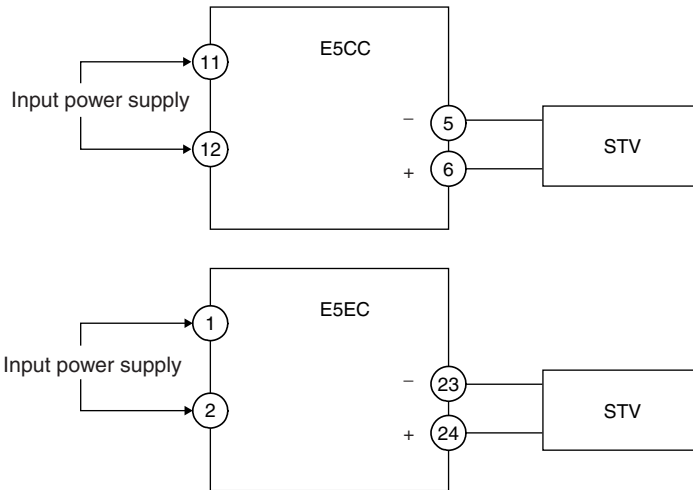 E5CC
11
Input power supply
12
−
5
+
6
STV
E5EC
1
Input power supply
2
−
23
+
24
STV